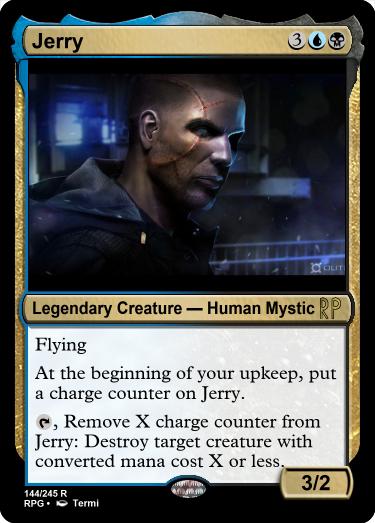 Jerry 3
Legendary Creature — Human Mystic RP
Flying
At the beginning of your upkeep, put
a charge counter on Jerry.
, Remove X charge counter from
Jerry: Destroy target creature with
converted mana cost X or less.
3/2
144/245 R
RPG • Termi